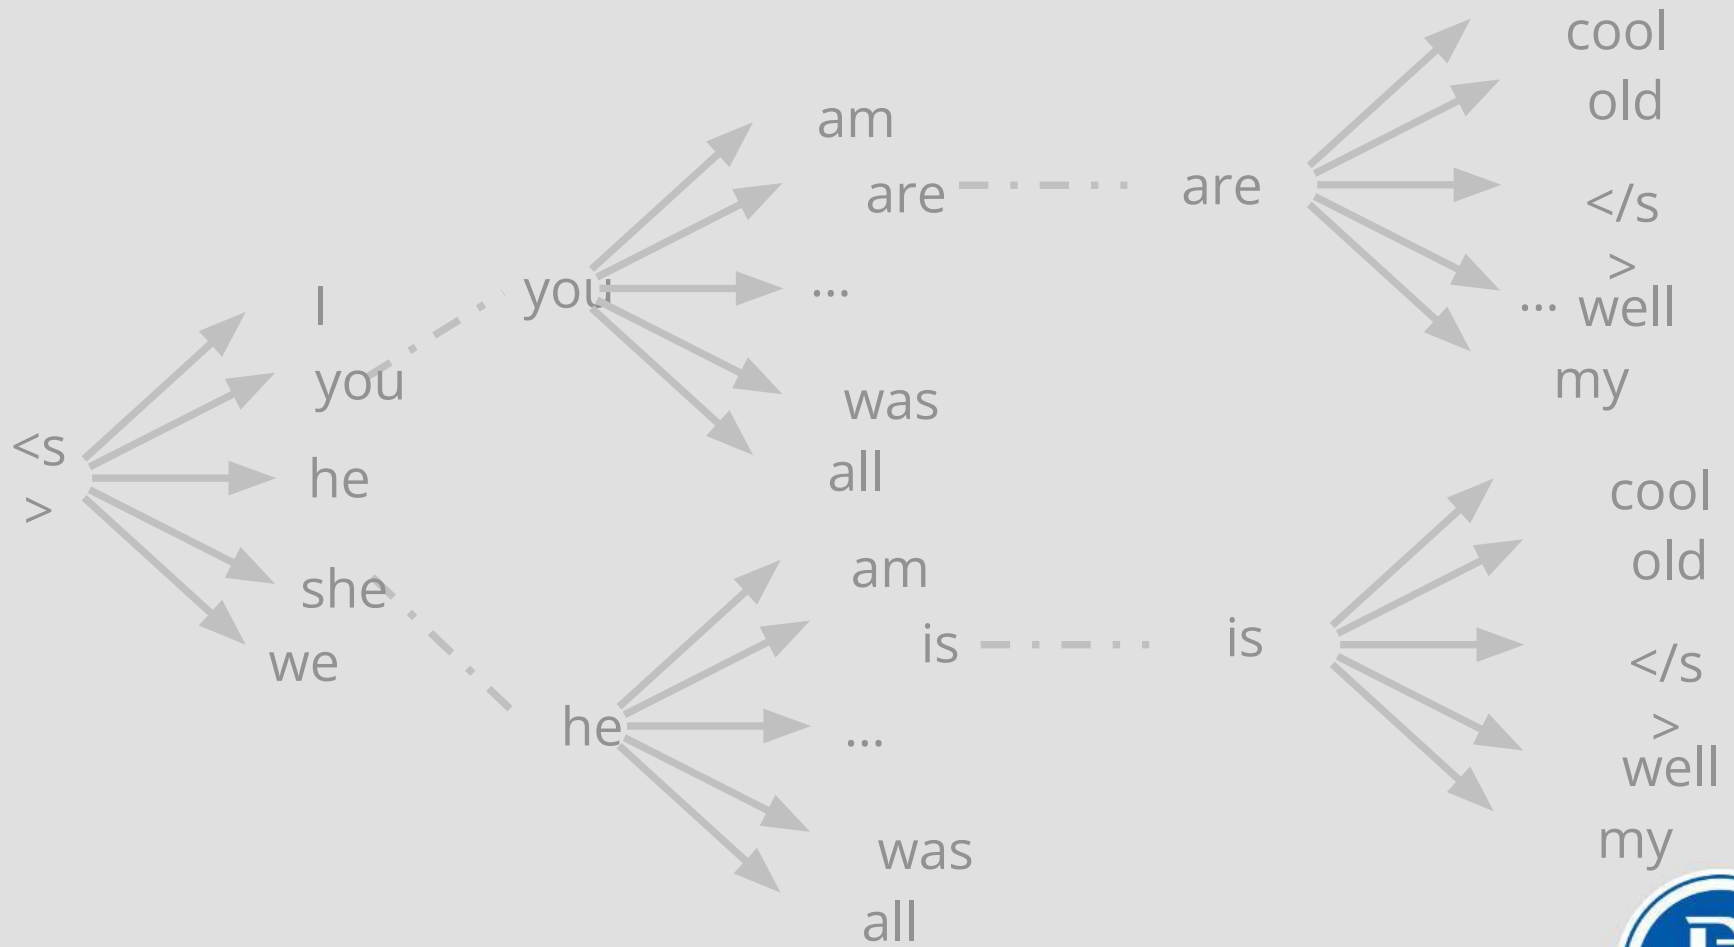 <s
>
I
you
he
she
we
you
am
are
...
was
all
he
am
is
...
was
all
are
cool
old
</s
>
... well
my
is
cool
old
</s
>
well
my